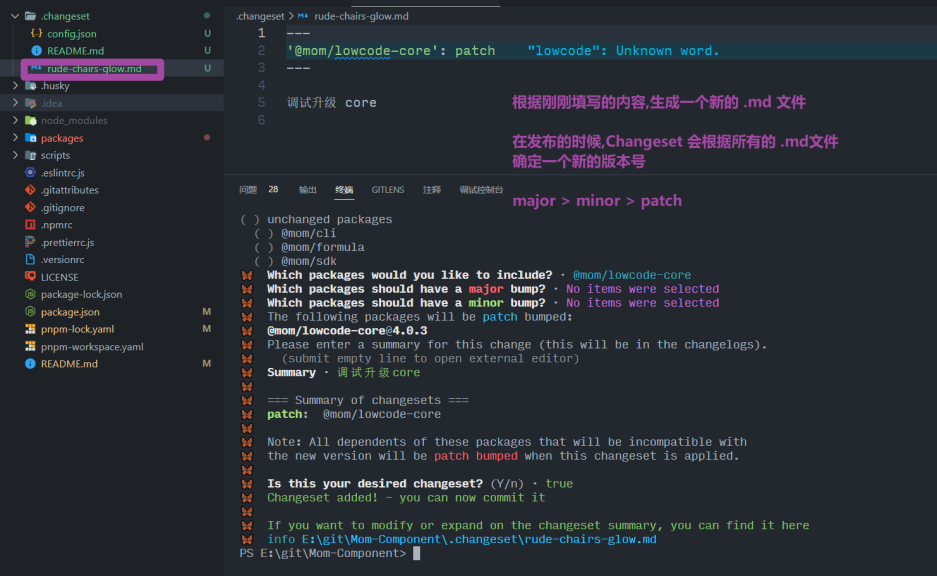 .changeset
config.json
U
README.md
U
rude-chairs-glow.md
U
.husky
.idea
node_modules
packages
scripts
.eslintrc.js
.gitattributes
.gitignore
.npmrc
.prettierrc.js
.versionrc
LICENSE
package-lock.json
package.json
M
pnpm-lock.yaml
M
pnpm-workspace.yaml
README.md
M
.changeset > rude-chairs-glow.md
1 ---
2 '@mom/lowcode-core': patch "lowcode": Unknown word.
3 ---
4
5 调试升级 core
6
根据刚刚填写的内容,生成一个新的 .md 文件
在发布的时候,Changeset 会根据所有的 .md文件
确定一个新的版本号
major > minor > patch
问题 28 输出 终端 GITLENS 注释 调试控制台
( ) unchanged packages
( ) @mom/cli
( ) @mom/formula
( ) @mom/sdk
Which packages would you like to include? · @mom/lowcode-core
Which packages should have a major bump? · No items were selected
Which packages should have a minor bump? · No items were selected
The following packages will be patch bumped:
@mom/lowcode-core@4.0.3
Please enter a summary for this change (this will be in the changelogs).
(submit empty line to open external editor)
Summary · 调试升级core
=== Summary of changesets ===
patch: @mom/lowcode-core
Note: All dependents of these packages that will be incompatible with
the new version will be patch bumped when this changeset is applied.
Is this your desired changeset? (Y/n) · true
Changeset added! - you can now commit it
If you want to modify or expand on the changeset summary, you can find it here
info E:\git\Mom-Component\.changeset\rude-chairs-glow.md
PS E:\git\Mom-Component>